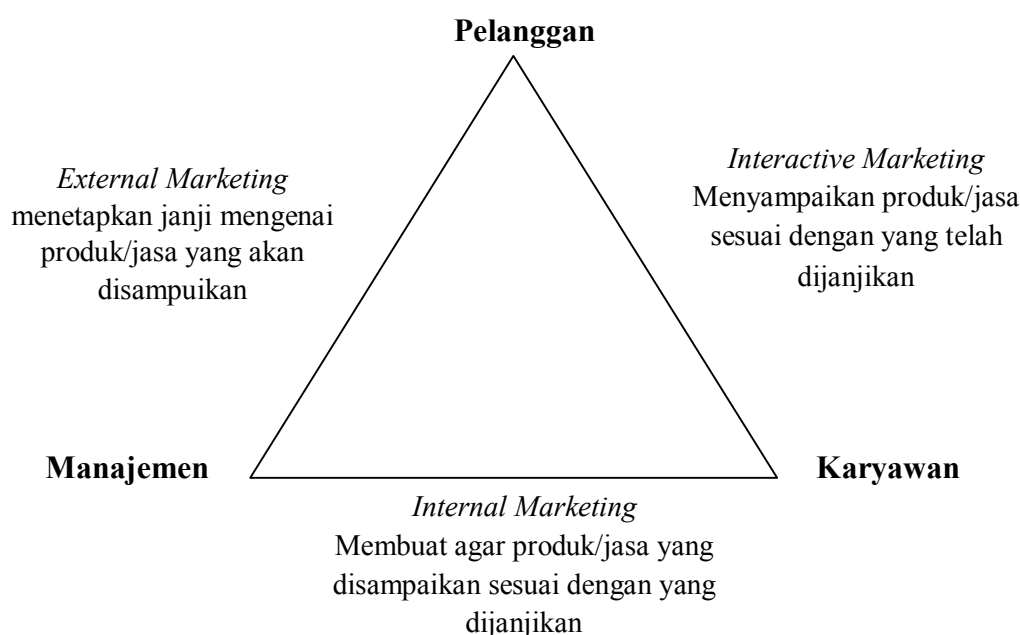 Pelanggan
External Marketing
menetapkan janji mengenai
produk/jasa yang akan
disampuikan
Interactive Marketing
Menyampaikan produk/jasa
sesuai dengan yang telah
dijanjikan
Manajemen
Karyawan
Internal Marketing
Membuat agar produk/jasa yang
disampaikan sesuai dengan yang
dijanjikan